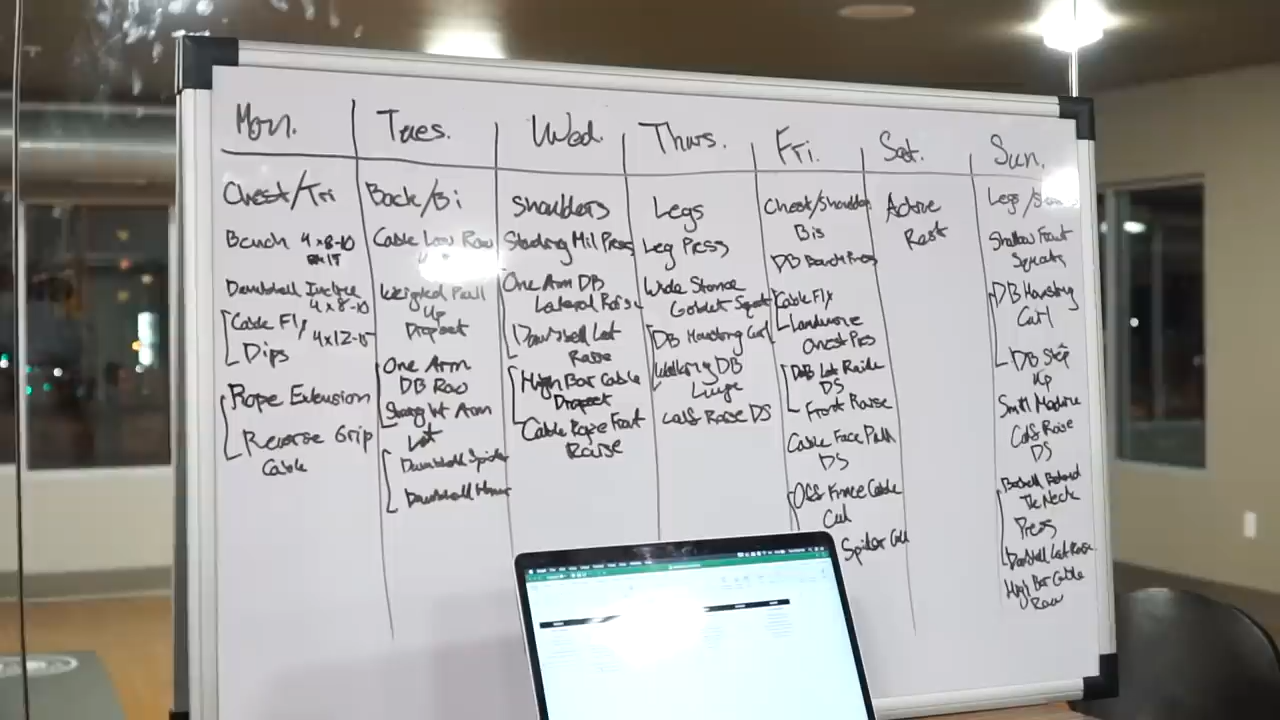 Mon.
Tues.
Wed.
Thurs.
Fri.
Sat.
Sun.
Chest/Tri
Bench 4x8-10
Dumbbell Incline
4x8-10
Cable Fly
4x12-15
Dips
Rope Extension
Reverse Grip
Cable
Back/Bi
Cable Low Row
Weighted Pull
Up
Dropset
One Arm
DB Row
Arm
Lat
Dumbbell Spider
Dumbbell
Shoulders
Standing Mil Press
One Arm DB
Lateral Raise
Dumbbell Lat
Raise
High Bar Cable
Dropset
Cable Rope Front
Raise
Legs
Leg Press
Wide Stance
Goblet Squat
DB Hamstring Curl
Walking DB
Lunge
Calf Raise DS
Chest/Shoulder
Bis
DB Bench Press
Cable Fly
Landmine
Chest Prs
DB Lat Raise
DS
Front Raise
Cable Face Pull
DS
Cable
Curl
Spider Curl
Active
Rest
Legs/
Shallow Front
Squats
DB Hamstring
Curl
DB Step
Up
Smith Machine
Calf Raise
DS
Barbell Behind
The Neck
Press
Dumbbell Lat Raise
High Bar Cable
Row